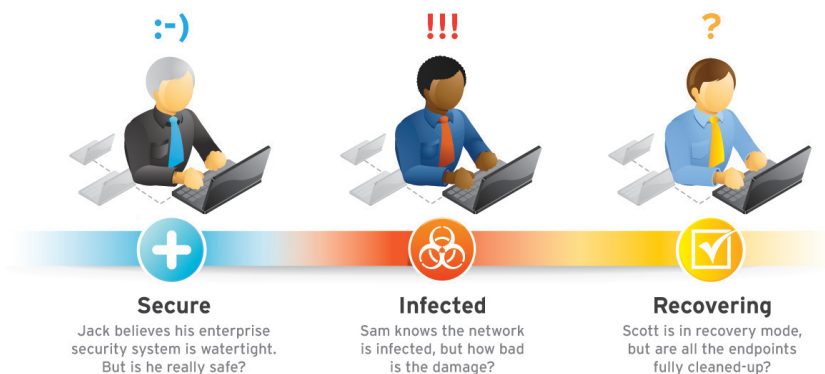 :-)
!!!
?
Secure
Jack believes his enterprise
security system is watertight.
But is he really safe?
Infected
Sam knows the network
is infected, but how bad
is the damage?
Recovering
Scott is in recovery mode,
but are all the endpoints
fully cleaned-up?